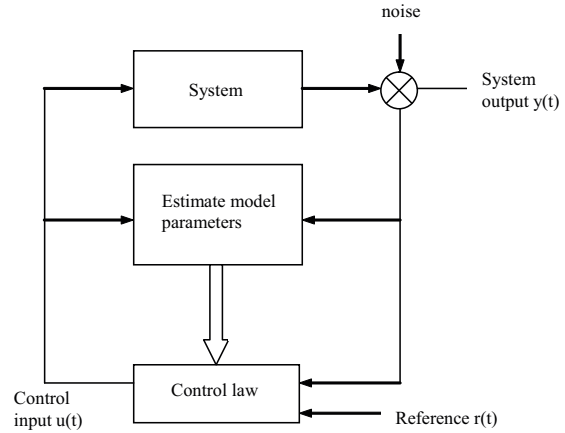 noise
System
System
output y(t)
Estimate model
parameters
Control law
Control
input u(t)
Reference r(t)